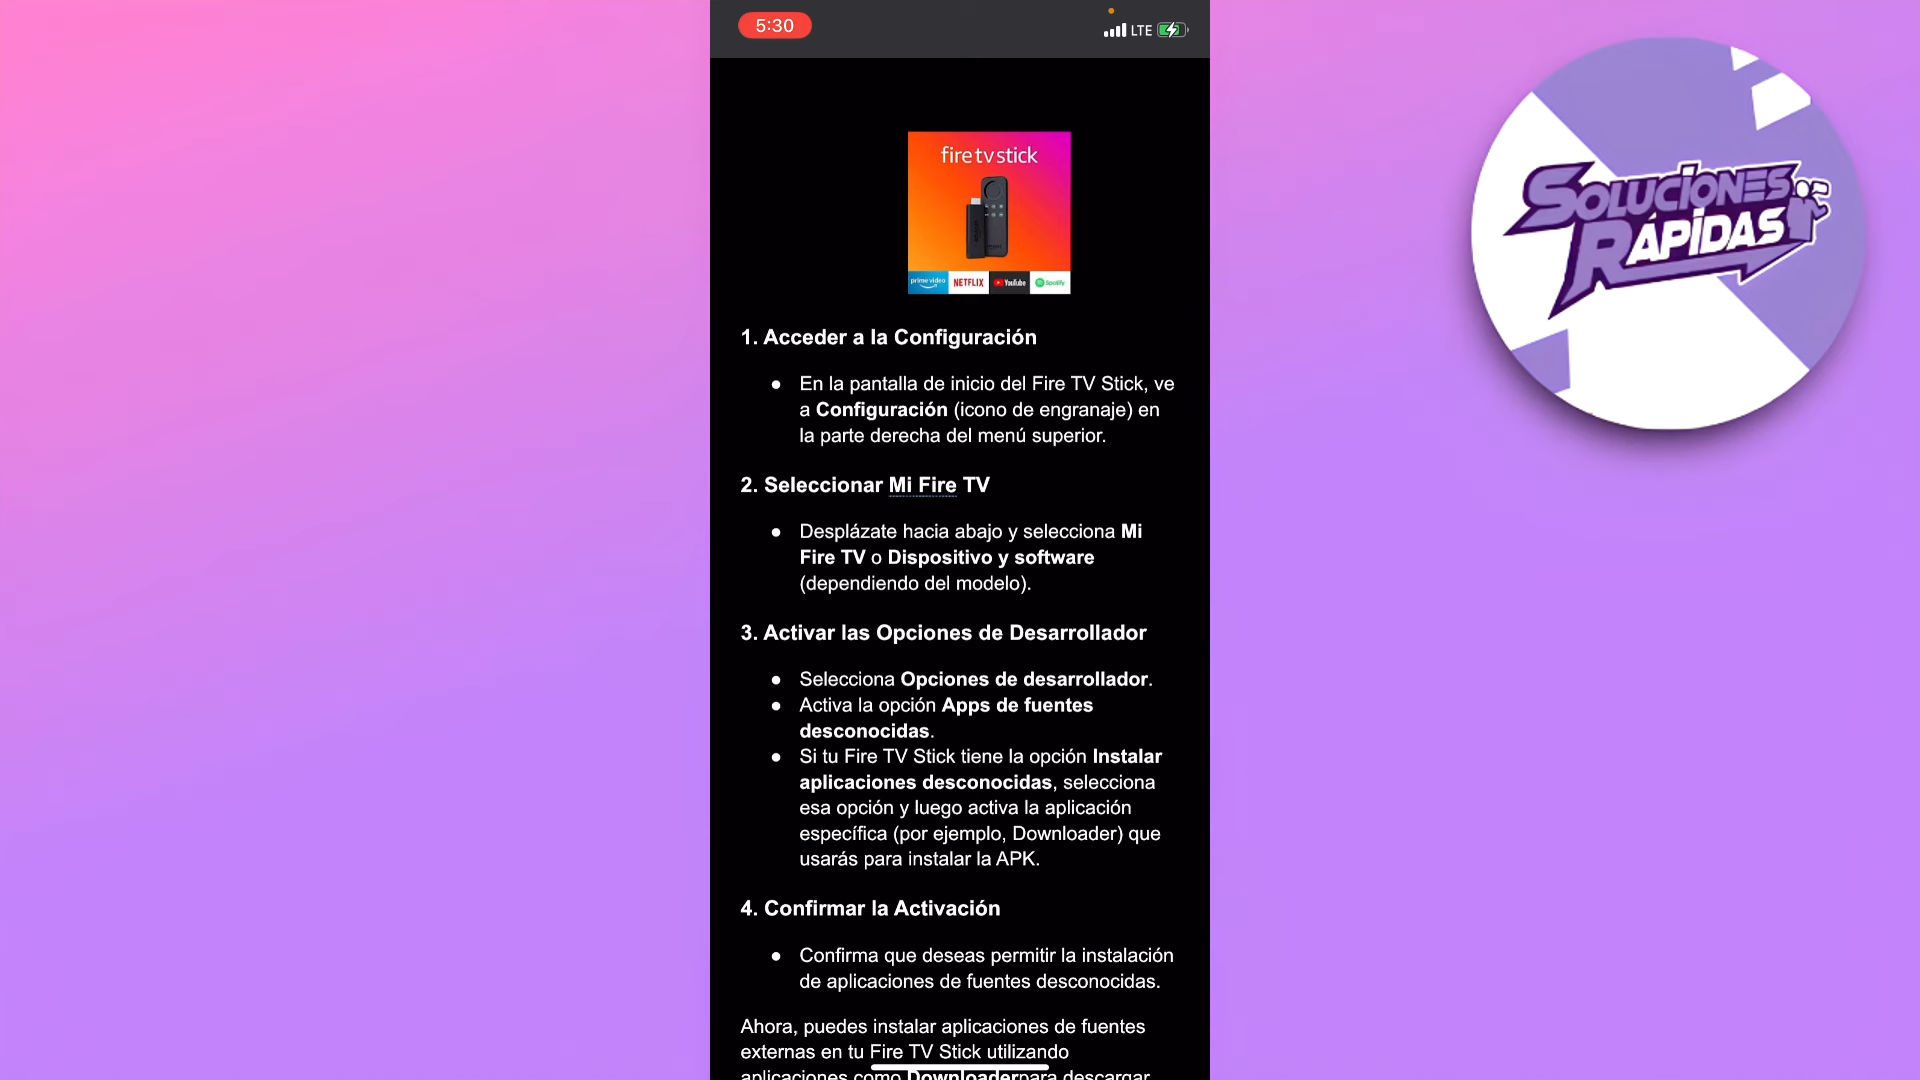 5:30
LTE
fire tv stick
prime video NETFLIX YouTube Spotify
SOLUCIONES
RÁPIDAS
1. Acceder a la Configuración
● En la pantalla de inicio del Fire TV Stick, ve
a Configuración (icono de engranaje) en
la parte derecha del menú superior.
2. Seleccionar Mi Fire TV
● Desplázate hacia abajo y selecciona Mi
Fire TV o Dispositivo y software
(dependiendo del modelo).
3. Activar las Opciones de Desarrollador
● Selecciona Opciones de desarrollador.
● Activa la opción Apps de fuentes
desconocidas.
● Si tu Fire TV Stick tiene la opción Instalar
aplicaciones desconocidas, selecciona
esa opción y luego activa la aplicación
específica (por ejemplo, Downloader) que
usarás para instalar la APK.
4. Confirmar la Activación
● Confirma que deseas permitir la instalación
de aplicaciones de fuentes desconocidas.
Ahora, puedes instalar aplicaciones de fuentes
externas en tu Fire TV Stick utilizando
aplicaciones como Downloaderpara descargar